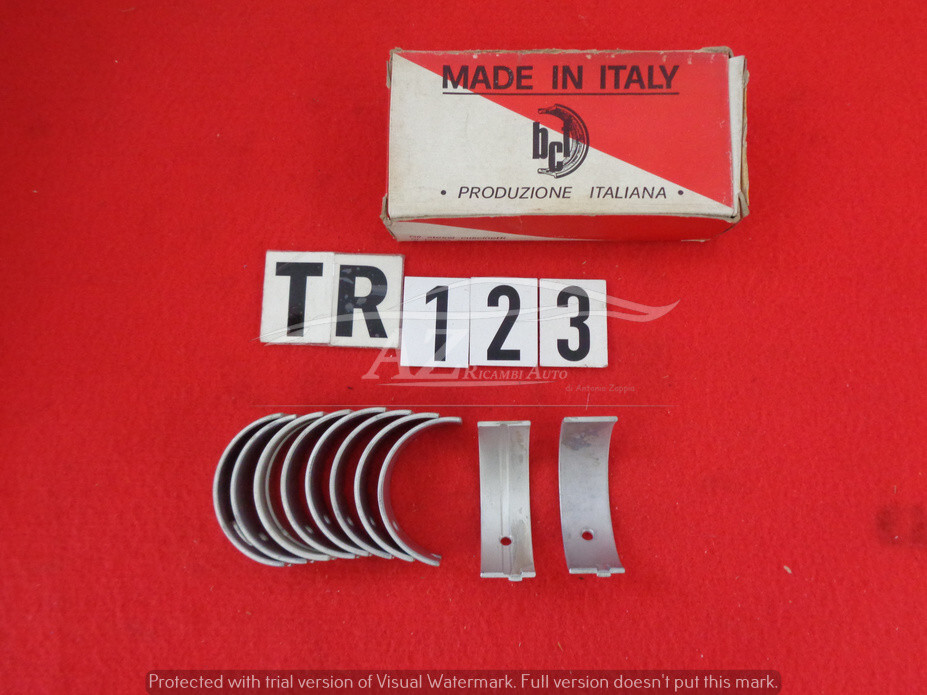 MADE IN ITALY
bct
• PRODUZIONE ITALIANA •
TR 123
AZ RICAMBI AUTO
di Antonio Zappia
Protected with trial version of Visual Watermark. Full version doesn't put this mark.